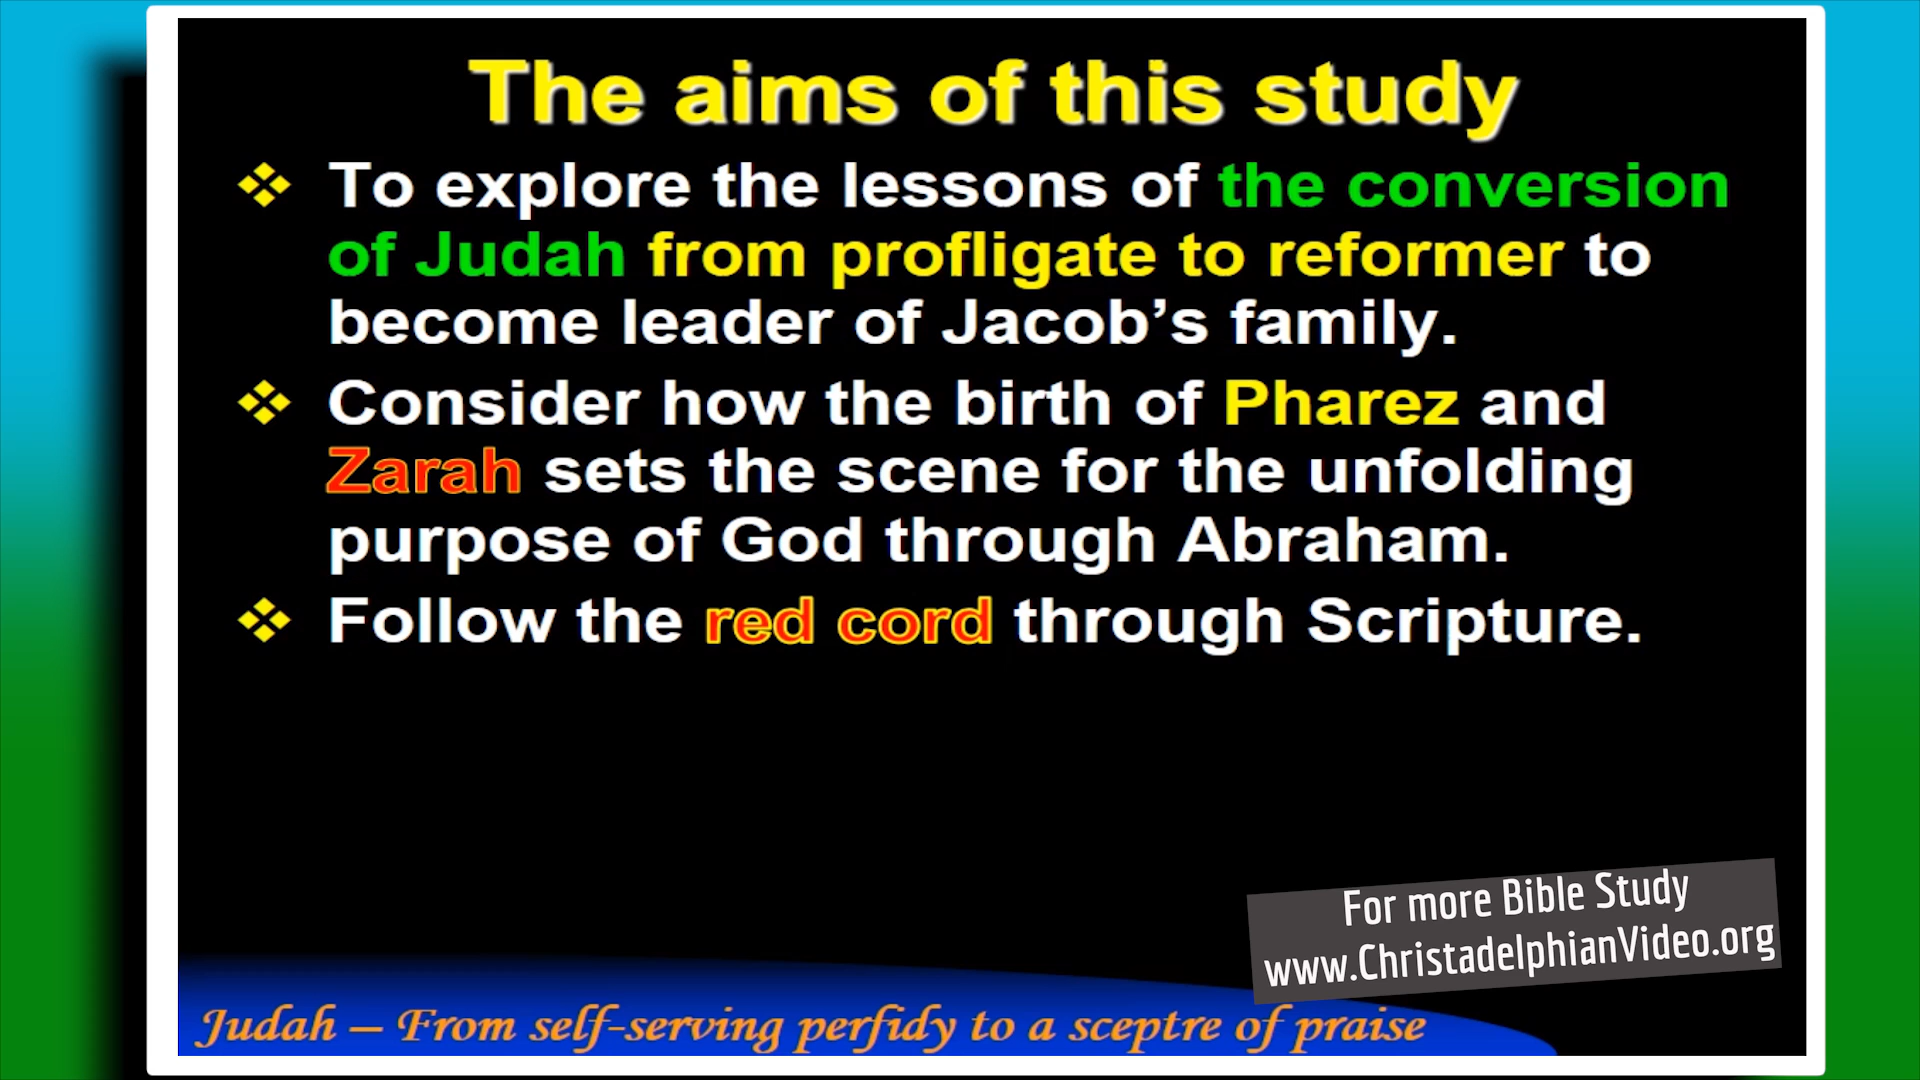 The aims of this study
To explore the lessons of the conversion
of Judah from profligate to reformer to
become leader of Jacob’s family.
Consider how the birth of Pharez and
Zarah sets the scene for the unfolding
purpose of God through Abraham.
Follow the red cord through Scripture.
For more Bible Study
www.ChristadelphianVideo.org
Judah – From self-serving perfidy to a sceptre of praise